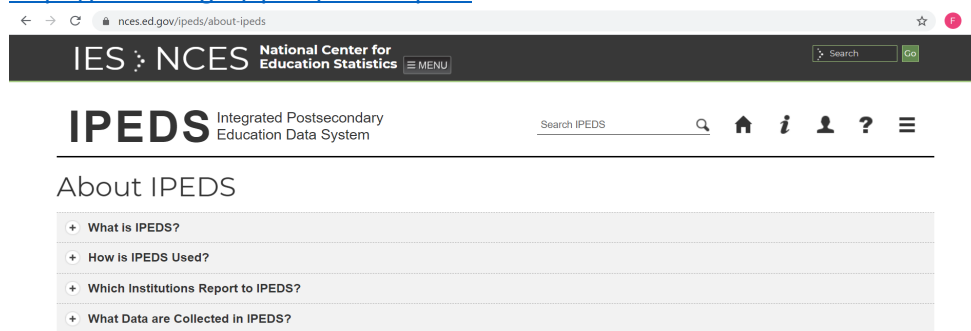 nces.ed.gov/ipeds/about-ipeds
F
IES NCES National Center for
Education Statistics
MENU
Search
Go
IPEDS Integrated Postsecondary
Education Data System
Search IPEDS
i
?
About IPEDS
+ What is IPEDS?
+ How is IPEDS Used?
+ Which Institutions Report to IPEDS?
+ What Data are Collected in IPEDS?